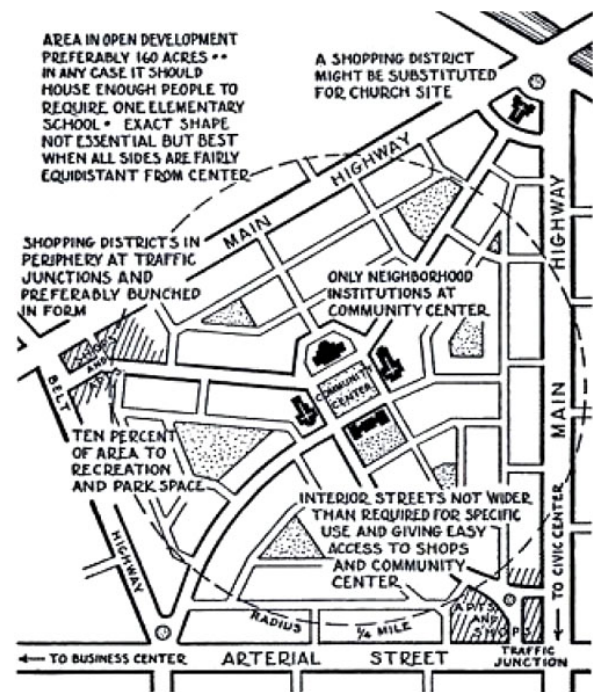 AREA IN OPEN DEVELOPMENT
PREFERABLY 160 ACRES ••
IN ANY CASE IT SHOULD
HOUSE ENOUGH PEOPLE TO
REQUIRE ONE ELEMENTARY
SCHOOL • EXACT SHAPE
NOT ESSENTIAL BUT BEST
WHEN ALL SIDES ARE FAIRLY
EQUIDISTANT FROM CENTER
A SHOPPING DISTRICT
MIGHT BE SUBSTITUTED
FOR CHURCH SITE
MAIN HIGHWAY
HIGHWAY
MAIN
SHOPPING DISTRICTS IN
PERIPHERY AT TRAFFIC
JUNCTIONS AND
PREFERABLY BUNCHED
IN FORM
ONLY NEIGHBORHOOD
INSTITUTIONS AT
COMMUNITY CENTER
SHOPS
AND
BELT
HIGHWAY
COMMUNITY
CENTER
TEN PERCENT
OF AREA TO
RECREATION
AND PARK SPACE
INTERIOR STREETS NOT WIDER
THAN REQUIRED FOR SPECIFIC
USE AND GIVING EASY
ACCESS TO SHOPS
AND COMMUNITY
CENTER
TO CIVIC CENTER
APTS
AND
SHOPS
RADIUS 1/4 MILE
TRAFFIC
JUNCTION
TO BUSINESS CENTER
ARTERIAL STREET